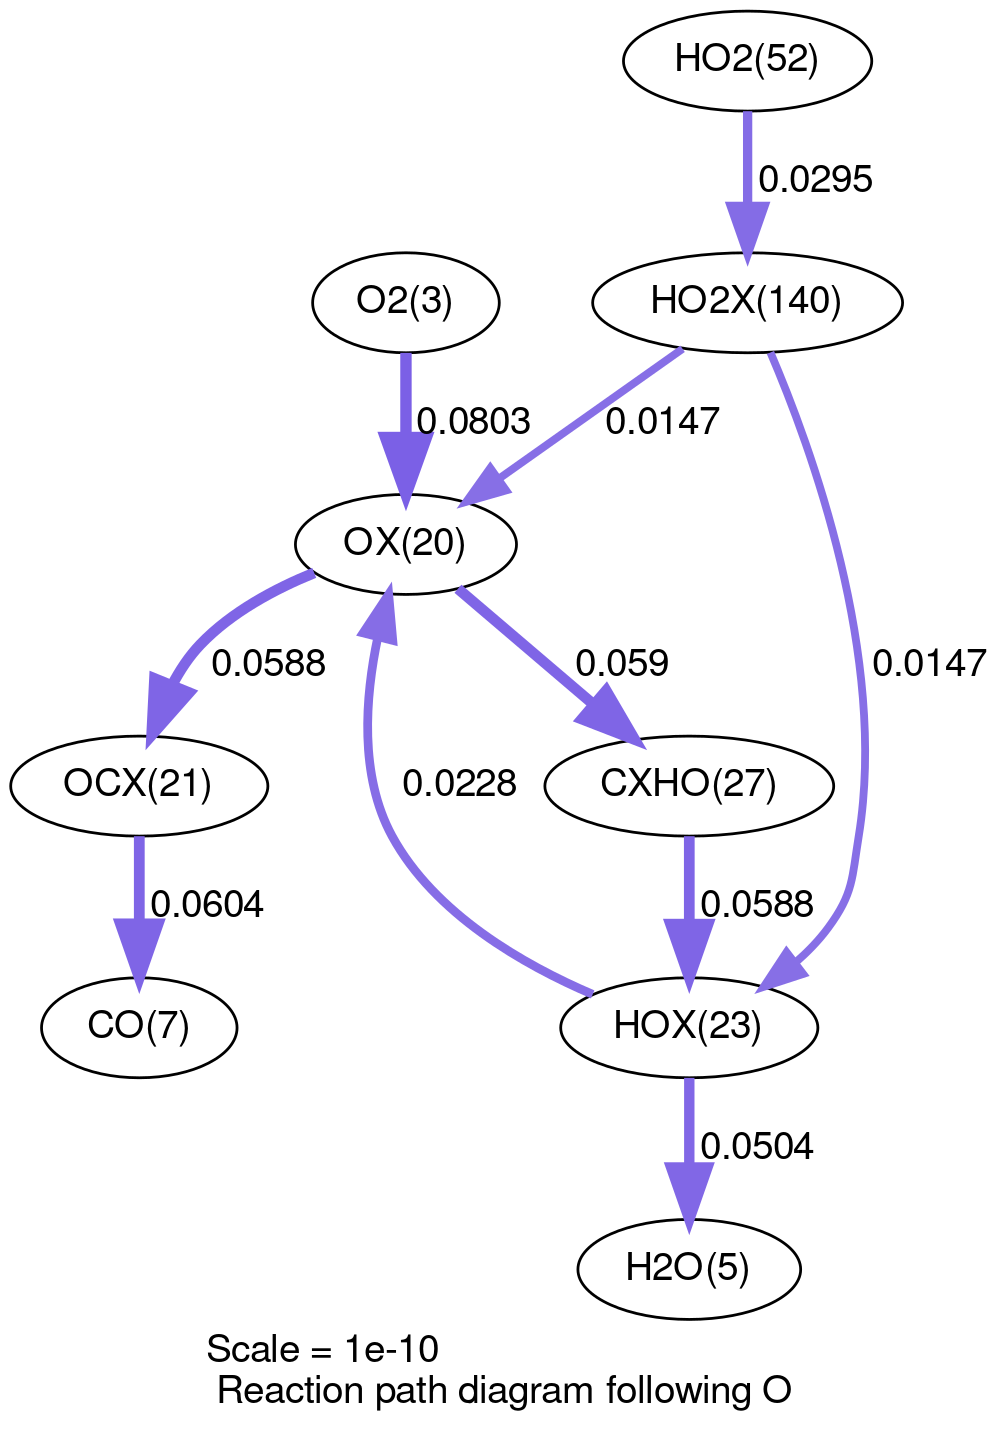 HO2(52)
0.0295
O2(3)
HO2X(140)
0.0803
0.0147
OX(20)
0.0588
0.059
0.0147
OCX(21)
0.0228
CXHO(27)
0.0604
0.0588
CO(7)
HOX(23)
0.0504
H2O(5)
Scale = 1e-10
Reaction path diagram following O